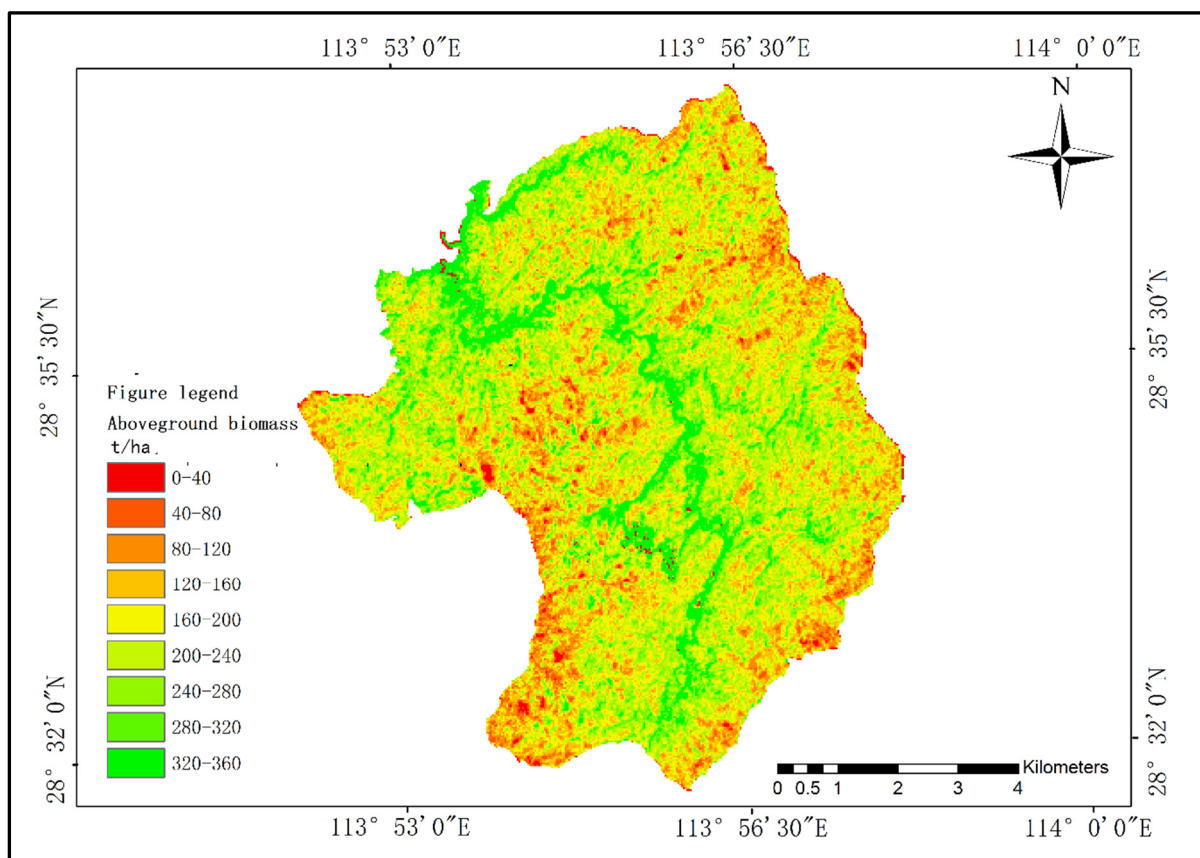 113° 53′ 0″E
113° 56′ 30″E
114° 0′ 0″E
N
28° 35′ 30″N
28° 35′ 30″N
Figure legend
Aboveground biomass
t/ha
0-40
40-80
80-120
120-160
160-200
200-240
240-280
280-320
320-360
28° 32′ 0″N
28° 32′ 0″N
Kilometers
0 0.5 1 2 3 4
113° 53′ 0″E
113° 56′ 30″E
114° 0′ 0″E